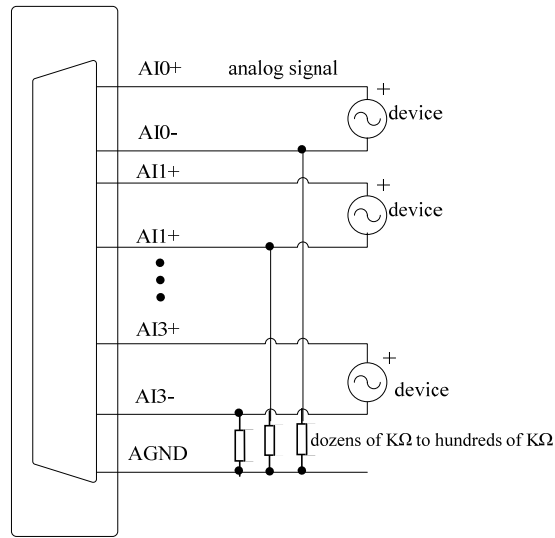 AI0+ analog signal
+
device
AI0-
AI1+
+
device
AI1+
AI3+
+
device
AI3-
dozens of KΩ to hundreds of KΩ
AGND